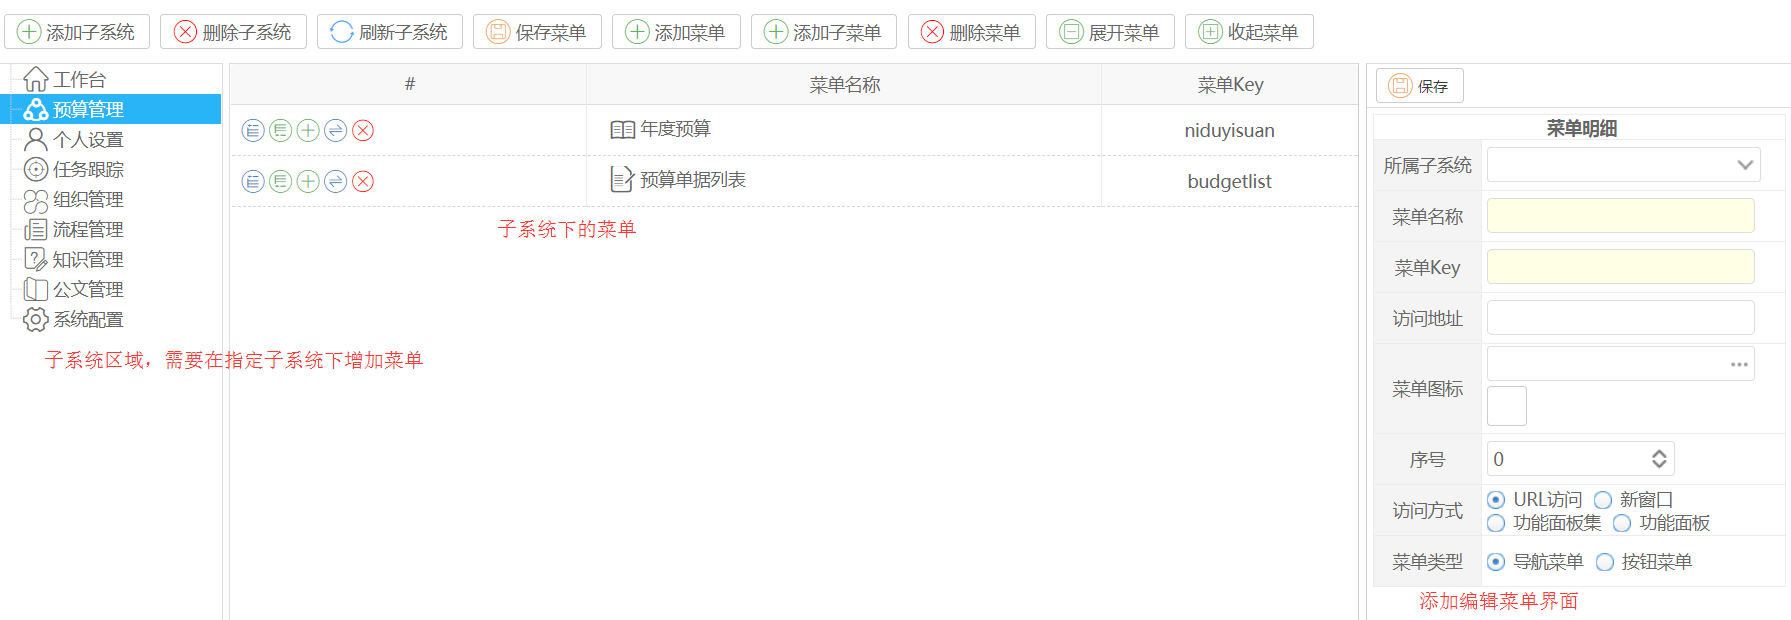 添加子系统 删除子系统 刷新子系统 保存菜单 添加菜单 添加子菜单 删除菜单 展开菜单 收起菜单
工作台
预算管理
个人设置
任务跟踪
组织管理
流程管理
知识管理
公文管理
系统配置
子系统区域，需要在指定子系统下增加菜单
# 菜单名称 菜单Key
年度预算 niduyisuan
预算单据列表 budgetlist
子系统下的菜单
保存
菜单明细
所属子系统
菜单名称
菜单Key
访问地址
菜单图标
序号 0
访问方式 URL访问 新窗口
功能面板集 功能面板
菜单类型 导航菜单 按钮菜单
添加编辑菜单界面